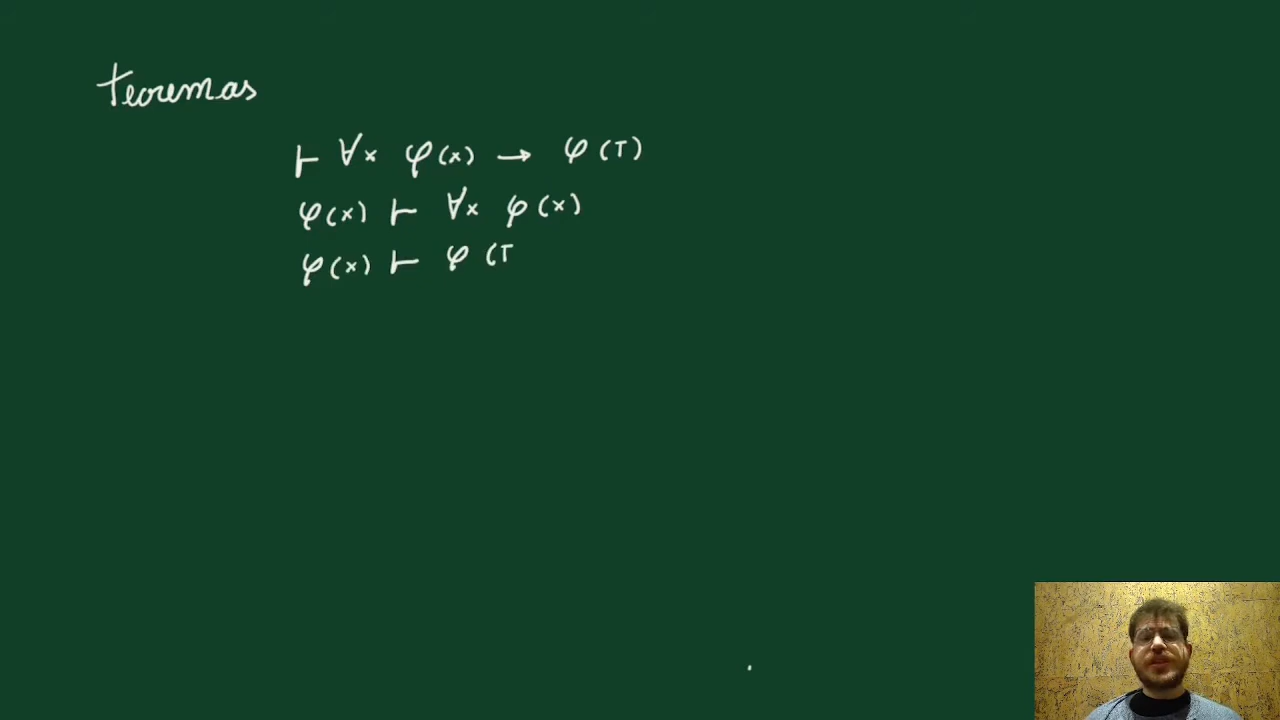 Teoremas
⊢ ∀x φ(x) → φ(T)
φ(x) ⊢ ∀x φ(x)
φ(x) ⊢ φ(T